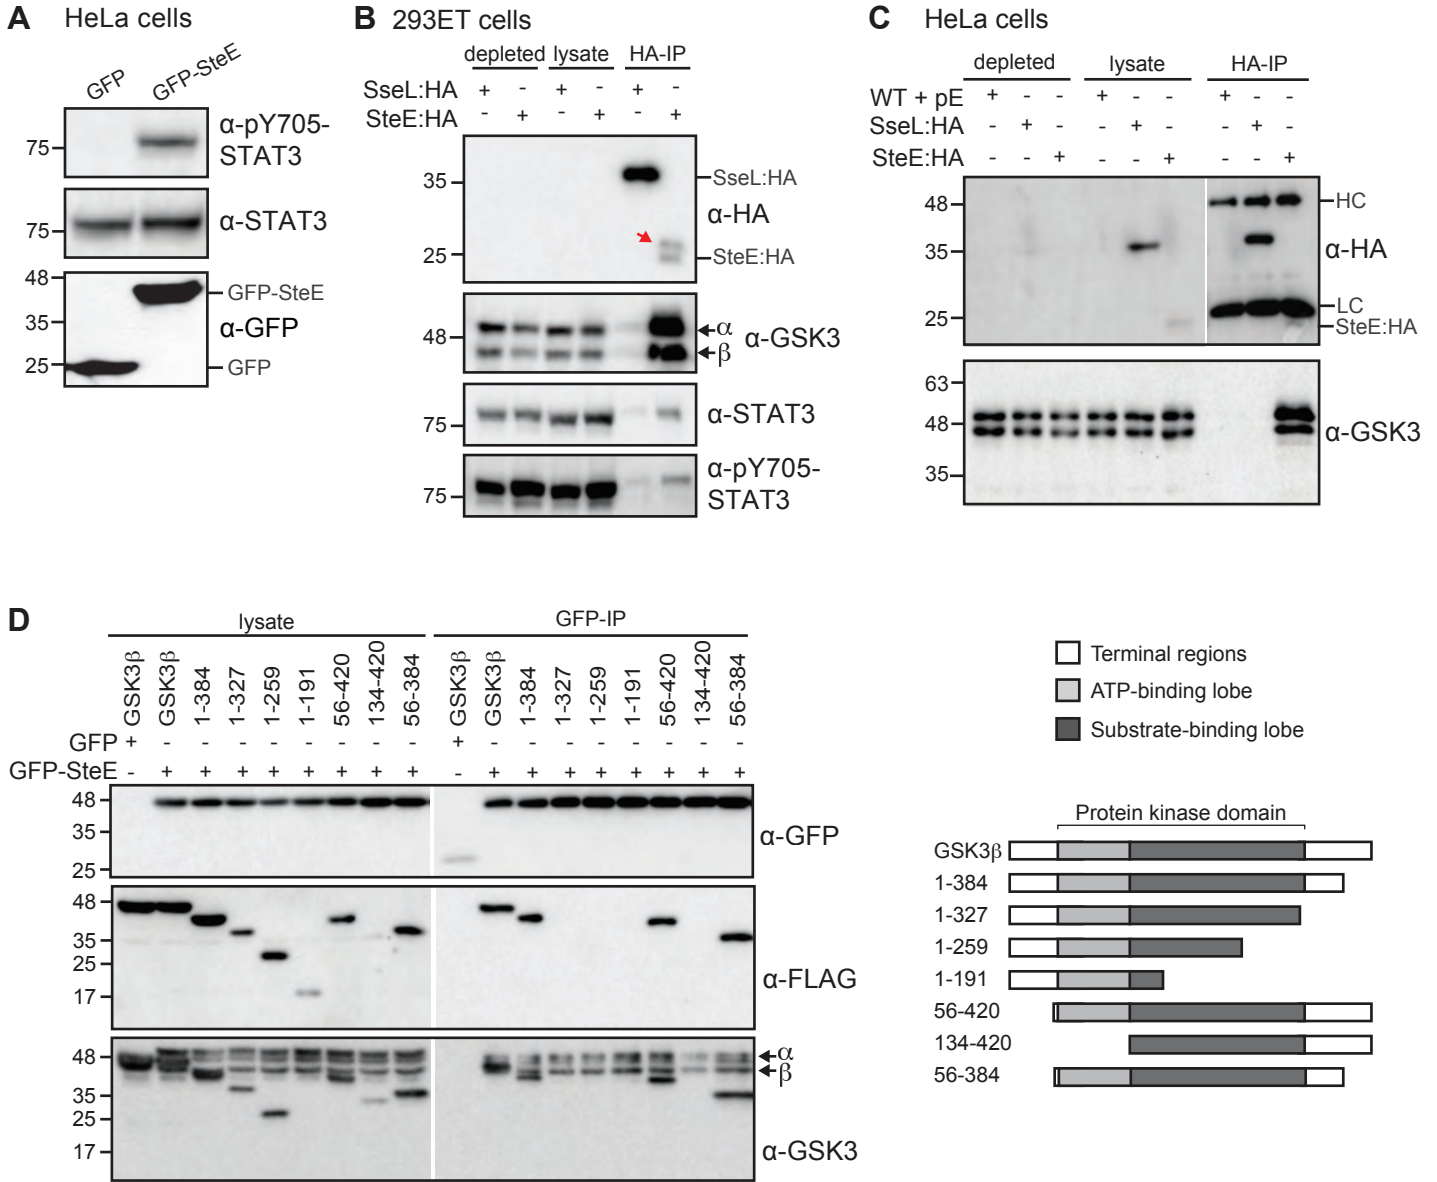 A HeLa cells
GFP
GFP-SteE
75
α-pY705-
STAT3
75
α-STAT3
48
35
25
GFP-SteE
α-GFP
GFP
B 293ET cells
depleted lysate HA-IP
SseL:HA + - + - + -
SteE:HA - + - + - +
35
25
SseL:HA
α-HA
SteE:HA
48
α
β
α-GSK3
75
α-STAT3
75
α-pY705-
STAT3
C HeLa cells
depleted lysate HA-IP
WT + pE + - - + - - + - -
SseL:HA - + - - + - - + -
SteE:HA - - + - - + - - +
48
35
25
HC
α-HA
LC
SteE:HA
63
48
35
α-GSK3
D
lysate GFP-IP
GSK3β GSK3β 1-384 1-327 1-259 1-191 56-420 134-420 56-384 GSK3β GSK3β 1-384 1-327 1-259 1-191 56-420 134-420 56-384
GFP + - - - - - - - - + - - - - - - - -
GFP-SteE - + + + + + + + + - + + + + + + + +
48
35
25
α-GFP
48
35
25
17
α-FLAG
48
35
25
17
α
β
α-GSK3
Terminal regions
ATP-binding lobe
Substrate-binding lobe
Protein kinase domain
GSK3β
1-384
1-327
1-259
1-191
56-420
134-420
56-384